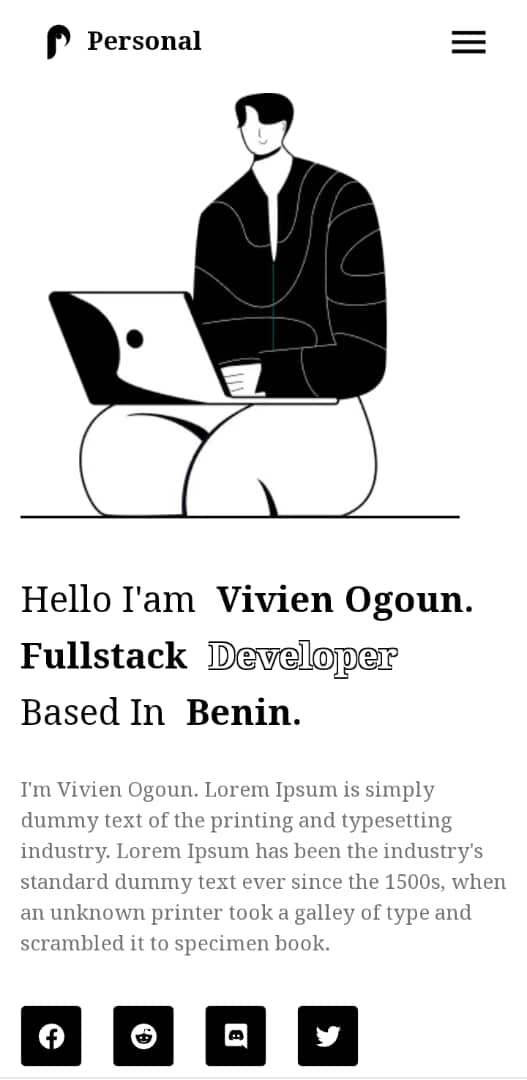 Personal
Hello I'am Vivien Ogoun.
Fullstack Developer
Based In Benin.
I'm Vivien Ogoun. Lorem Ipsum is simply
dummy text of the printing and typesetting
industry. Lorem Ipsum has been the industry's
standard dummy text ever since the 1500s, when
an unknown printer took a galley of type and
scrambled it to specimen book.